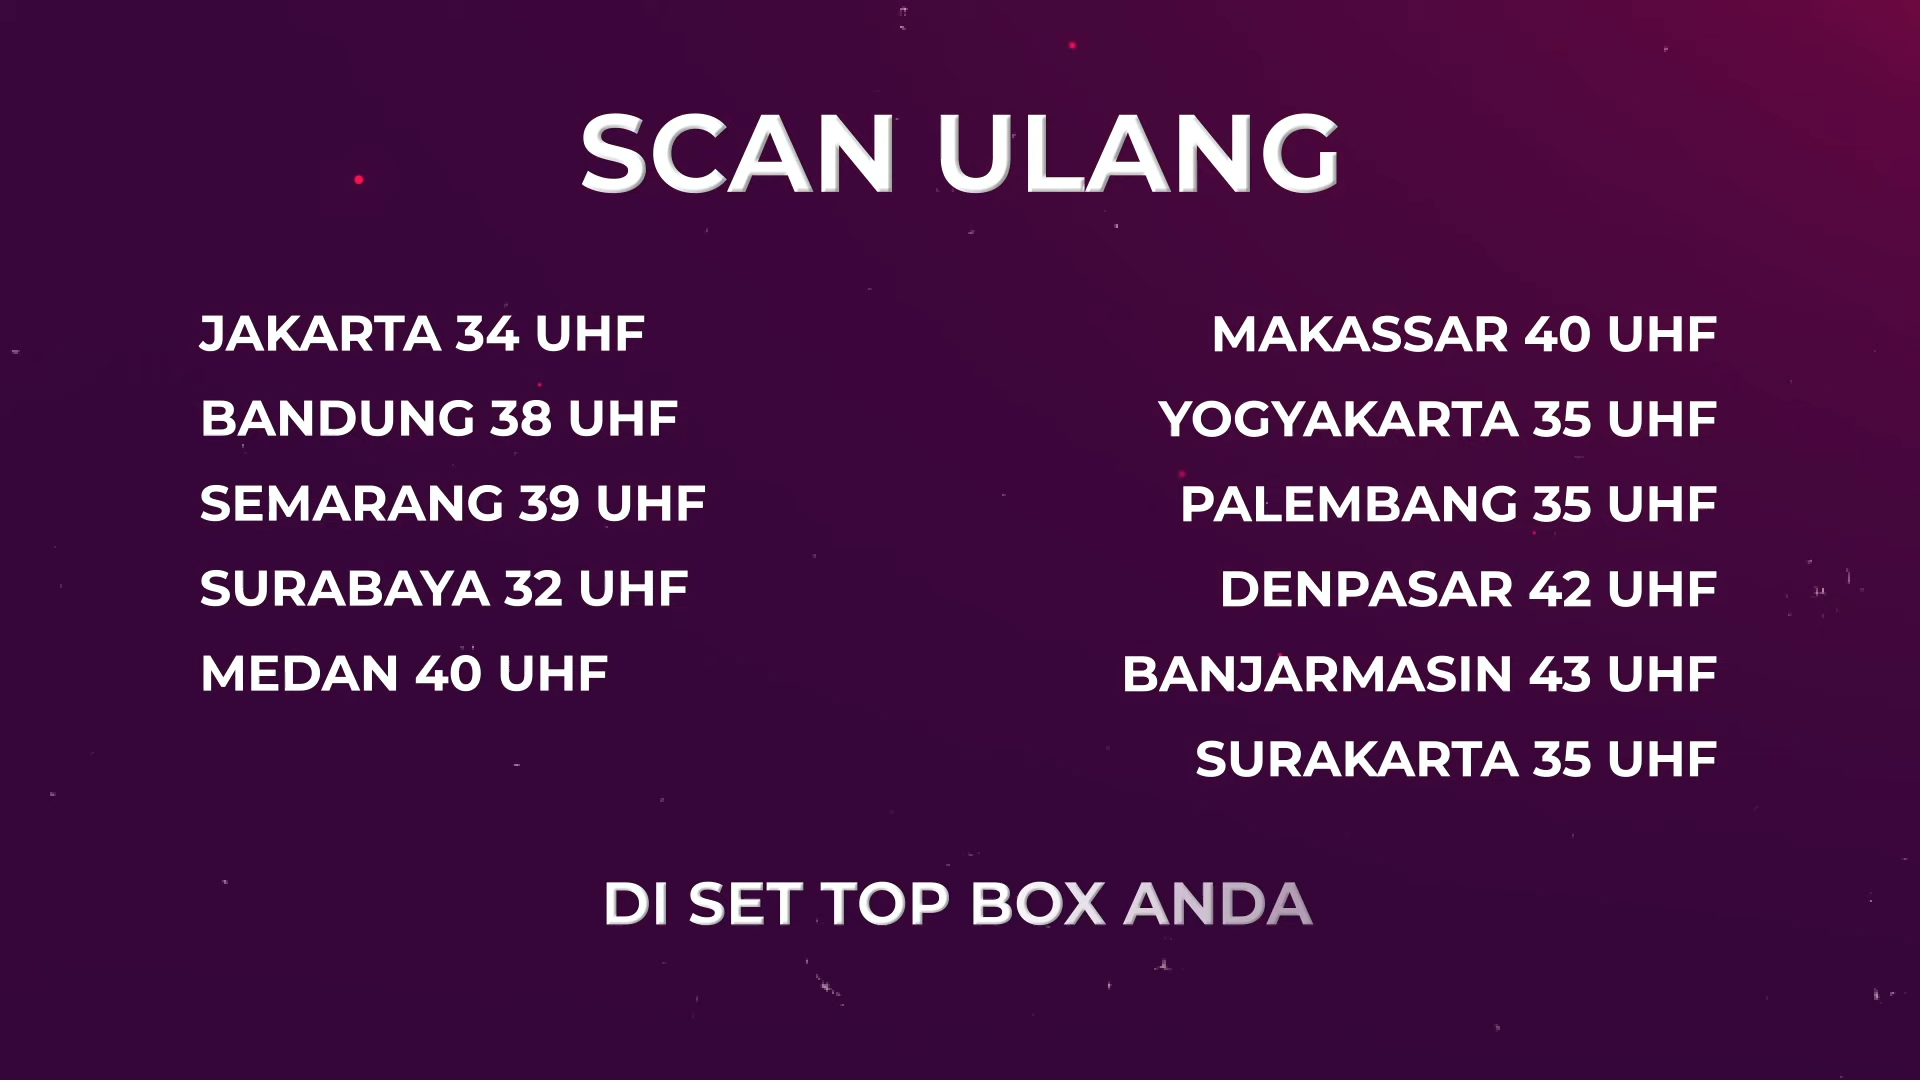 SCAN ULANG
JAKARTA 34 UHF
BANDUNG 38 UHF
SEMARANG 39 UHF
SURABAYA 32 UHF
MEDAN 40 UHF
MAKASSAR 40 UHF
YOGYAKARTA 35 UHF
PALEMBANG 35 UHF
DENPASAR 42 UHF
BANJARMASIN 43 UHF
SURAKARTA 35 UHF
DI SET TOP BOX ANDA